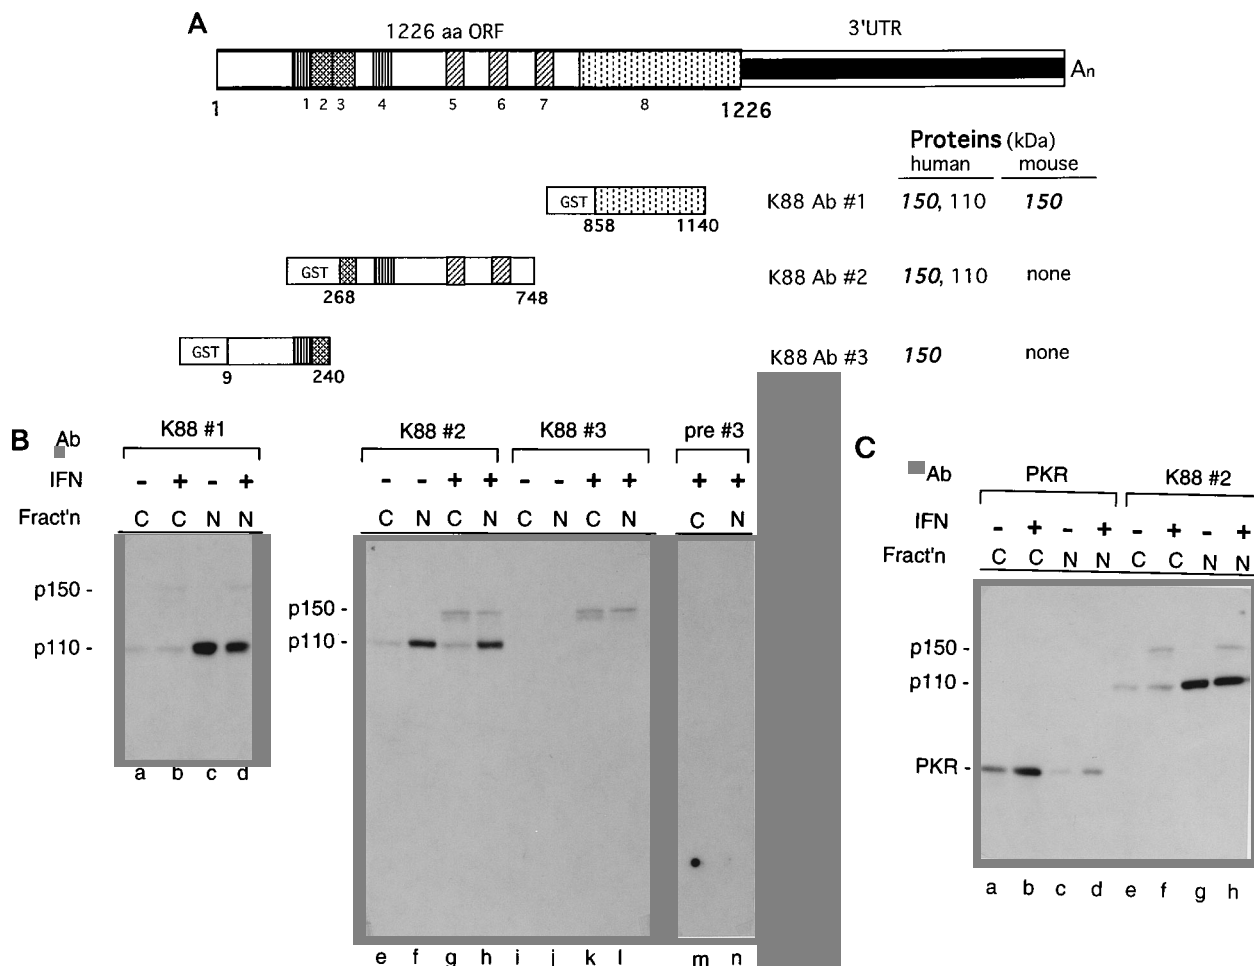 A
1226 aa ORF
3'UTR
An
1 2 3 4 5 6 7 8
1 1226
Proteins (kDa)
human mouse
GST
858 1140
K88 Ab #1 150, 110 150
GST
268 748
K88 Ab #2 150, 110 none
GST
9 240
K88 Ab #3 150 none
B
Ab K88 #1 K88 #2 K88 #3 pre #3
IFN - + - + - - + + - - + + + +
Fract'n C C N N C N C N C N C N C N
p150 -
p110 -
p150 -
p110 -
a b c d
e f g h i j k l m n
C
Ab PKR K88 #2
IFN - + - + - + - +
Fract'n C C N N C C N N
p150 -
p110 -
PKR -
a b c d e f g h